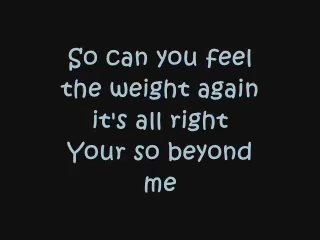 So can you feel
the weight again
it's all right
Your so beyond
me